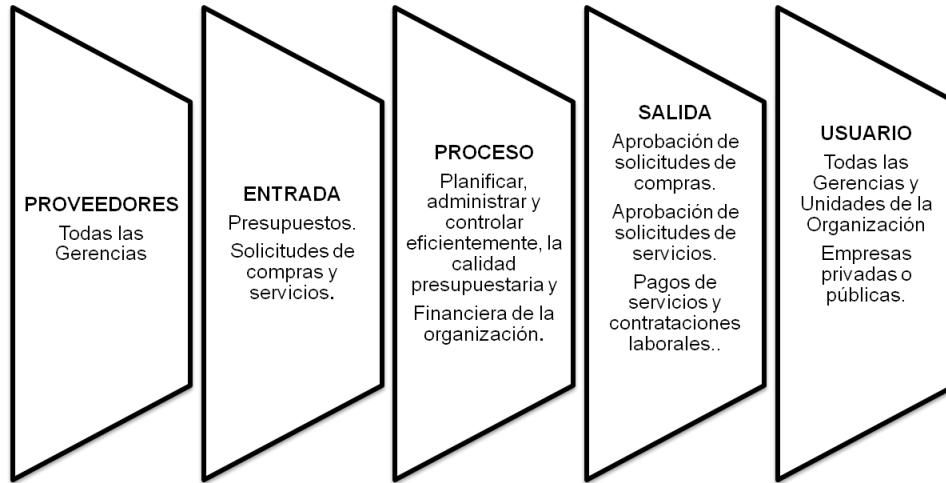 PROVEEDORES
Todas las
Gerencias
ENTRADA
Presupuestos.
Solicitudes de
compras y
servicios.
PROCESO
Planificar,
administrar y
controlar
eficientemente, la
calidad
presupuestaria y
Financiera de la
organización.
SALIDA
Aprobación de
solicitudes de
compras.
Aprobación de
solicitudes de
servicios.
Pagos de
servicios y
contrataciones
laborales..
USUARIO
Todas las
Gerencias y
Unidades de la
Organización
Empresas
privadas o
públicas.